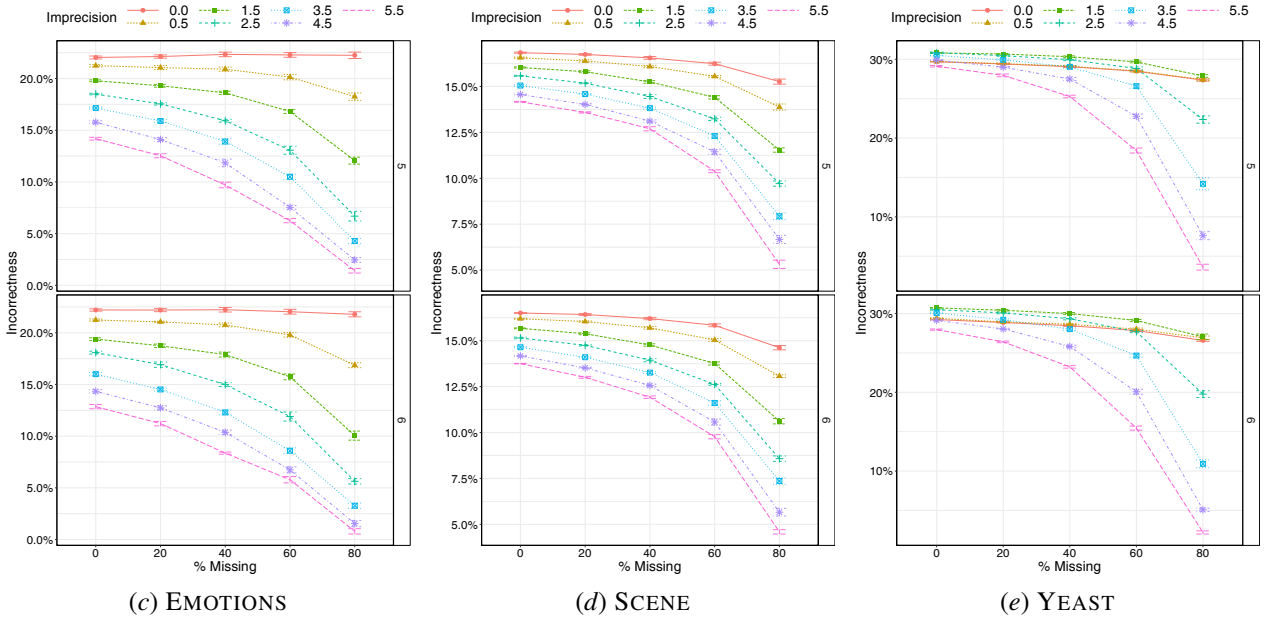 Imprecision 0.0 1.5 3.5 5.5
0.5 2.5 4.5
20.0%
15.0%
10.0%
5.0%
0.0%
5
20.0%
15.0%
10.0%
5.0%
0.0%
6
Incorrectness
0 20 40 60 80
% Missing
(c) EMOTIONS
Imprecision 0.0 1.5 3.5 5.5
0.5 2.5 4.5
15.0%
12.5%
10.0%
7.5%
5.0%
5
15.0%
12.5%
10.0%
7.5%
5.0%
6
Incorrectness
0 20 40 60 80
% Missing
(d) SCENE
Imprecision 0.0 1.5 3.5 5.5
0.5 2.5 4.5
30%
20%
10%
5
30%
20%
10%
6
Incorrectness
0 20 40 60 80
% Missing
(e) YEAST